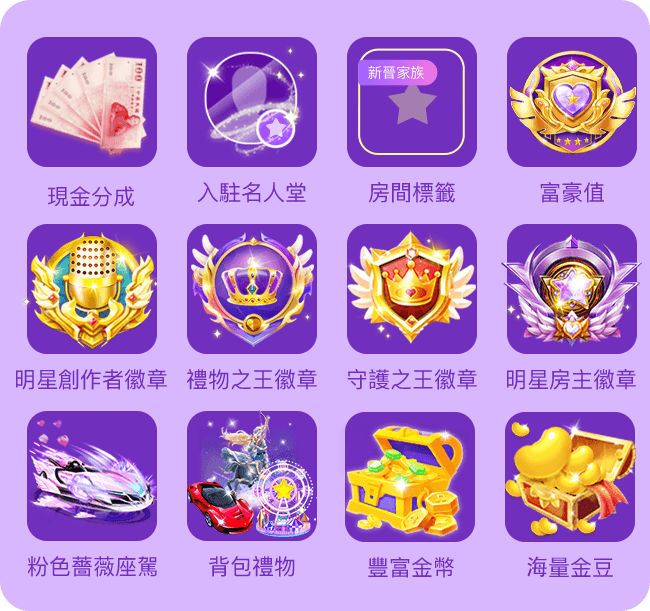 新晉家族
現金分成
入駐名人堂
房間標籤
富豪值
明星創作者徽章
禮物之王徽章
守護之王徽章
明星房主徽章
粉色薔薇座駕
背包禮物
豐富金幣
海量金豆